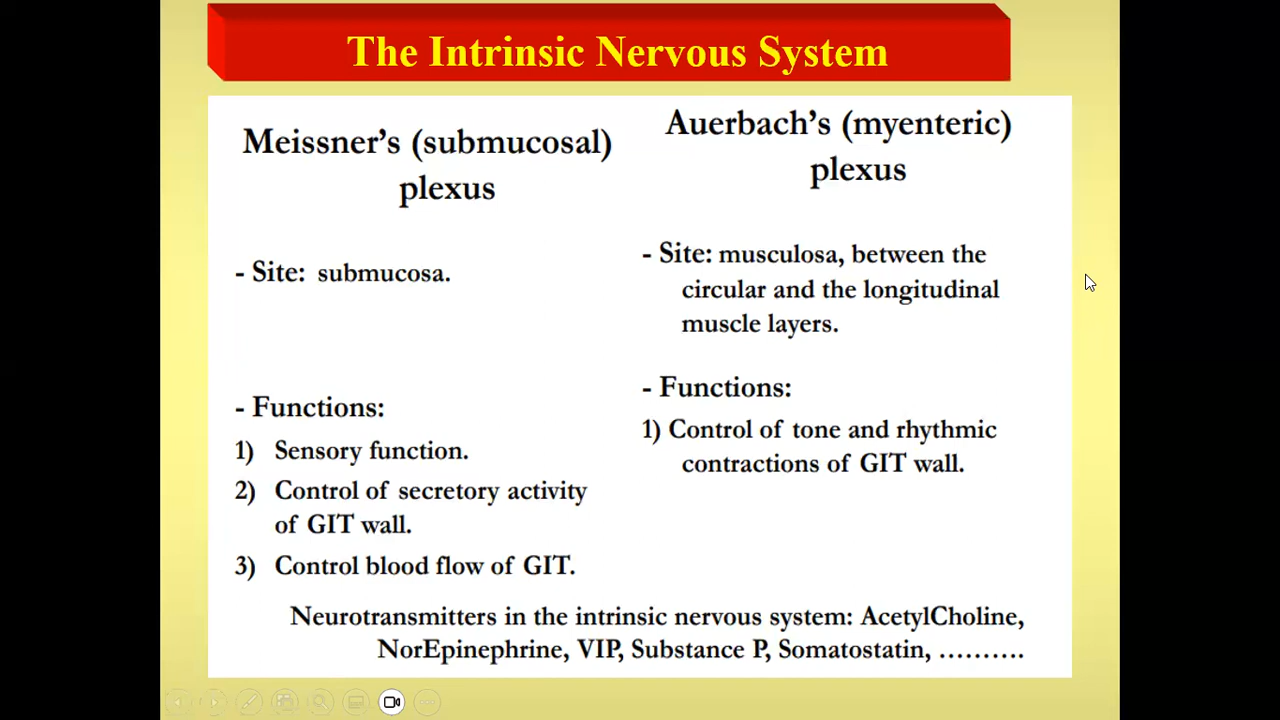 The Intrinsic Nervous System
Meissner's (submucosal)
plexus
- Site: submucosa.
- Functions:
1) Sensory function.
2) Control of secretory activity
of GIT wall.
3) Control blood flow of GIT.
Auerbach's (myenteric)
plexus
- Site: musculosa, between the
circular and the longitudinal
muscle layers.
- Functions:
1) Control of tone and rhythmic
contractions of GIT wall.
Neurotransmitters in the intrinsic nervous system: AcetylCholine,
NorEpinephrine, VIP, Substance P, Somatostatin, ..........